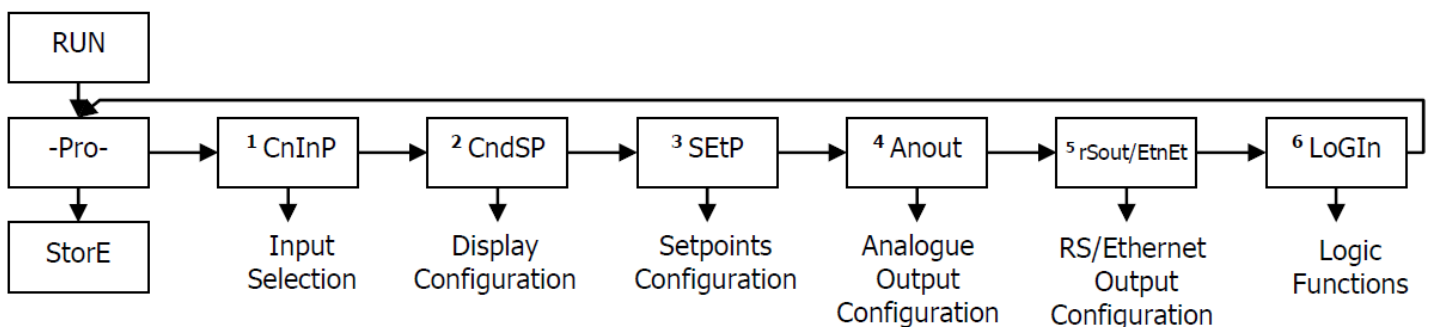 RUN
-Pro-
1 CnInP
2 CndSP
3 SEtP
4 Anout
5 rSout/EtnEt
6 LoGIn
StorE
Input
Selection
Display
Configuration
Setpoints
Configuration
Analogue
Output
Configuration
RS/Ethernet
Output
Configuration
Logic
Functions